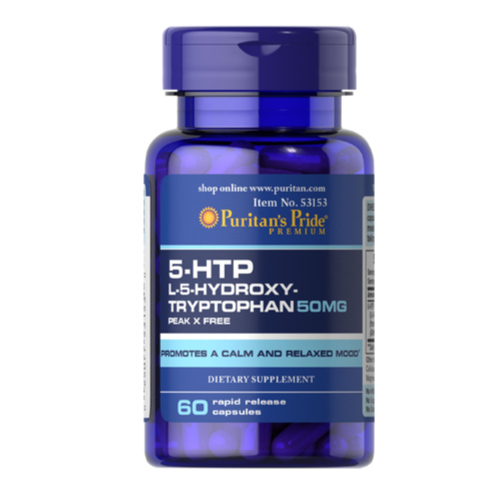 shop online www.puritan.com
Item No. 53153
Puritan's Pride®
PREMIUM
5-HTP
L-5-HYDROXY-
TRYPTOPHAN 50MG
PEAK X FREE
PROMOTES A CALM AND RELAXED MOOD*
DIETARY SUPPLEMENT
60 rapid release
capsules